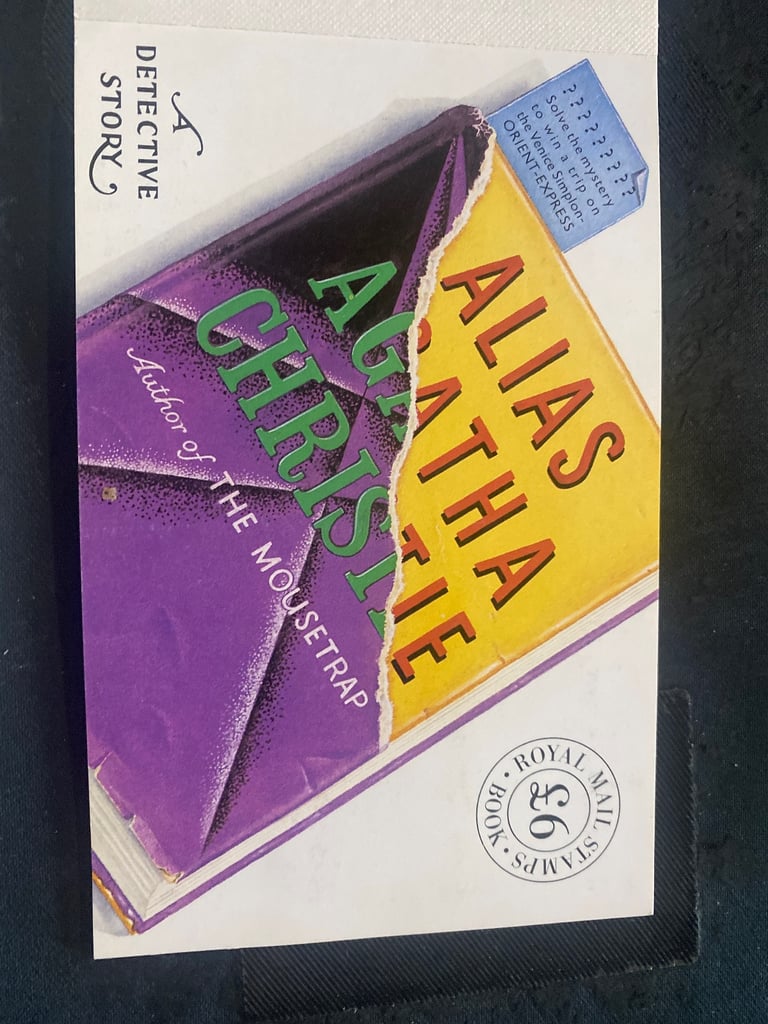 A
DETECTIVE
STORY
?????????
Solve the mystery
to win a trip on
the Venice Simplon-
ORIENT-EXPRESS
ALIAS
AGATHA
CHRISTIE
Author of THE MOUSETRAP
ROYAL MAIL STAMPS • BOOK •
£6